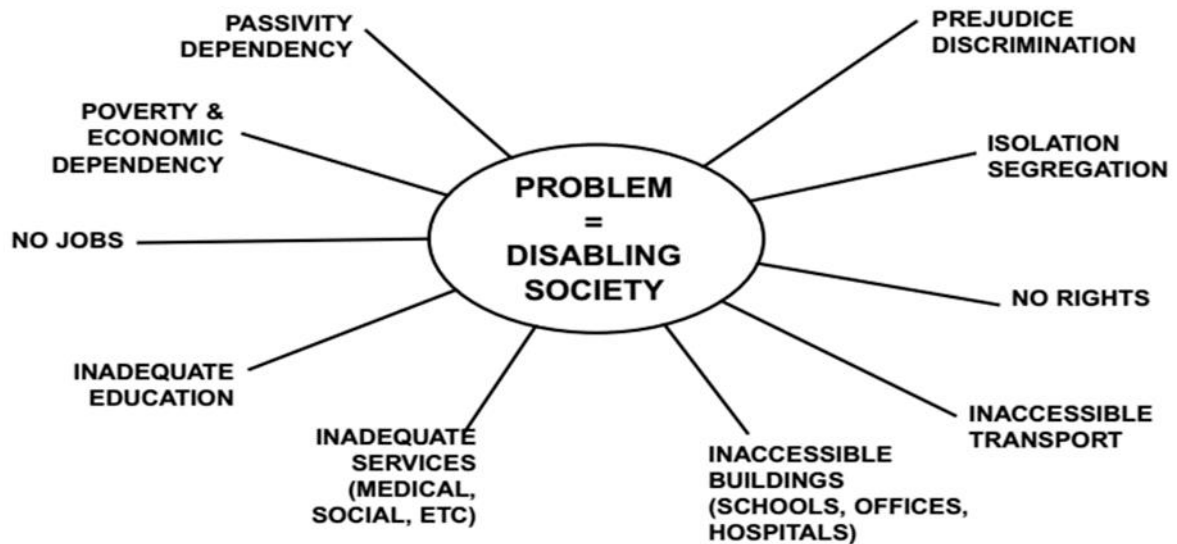 PASSIVITY
DEPENDENCY
PREJUDICE
DISCRIMINATION
POVERTY &
ECONOMIC
DEPENDENCY
ISOLATION
SEGREGATION
PROBLEM
=
DISABLING
SOCIETY
NO JOBS
NO RIGHTS
INADEQUATE
EDUCATION
INACCESSIBLE
TRANSPORT
INADEQUATE
SERVICES
(MEDICAL,
SOCIAL, ETC)
INACCESSIBLE
BUILDINGS
(SCHOOLS, OFFICES,
HOSPITALS)